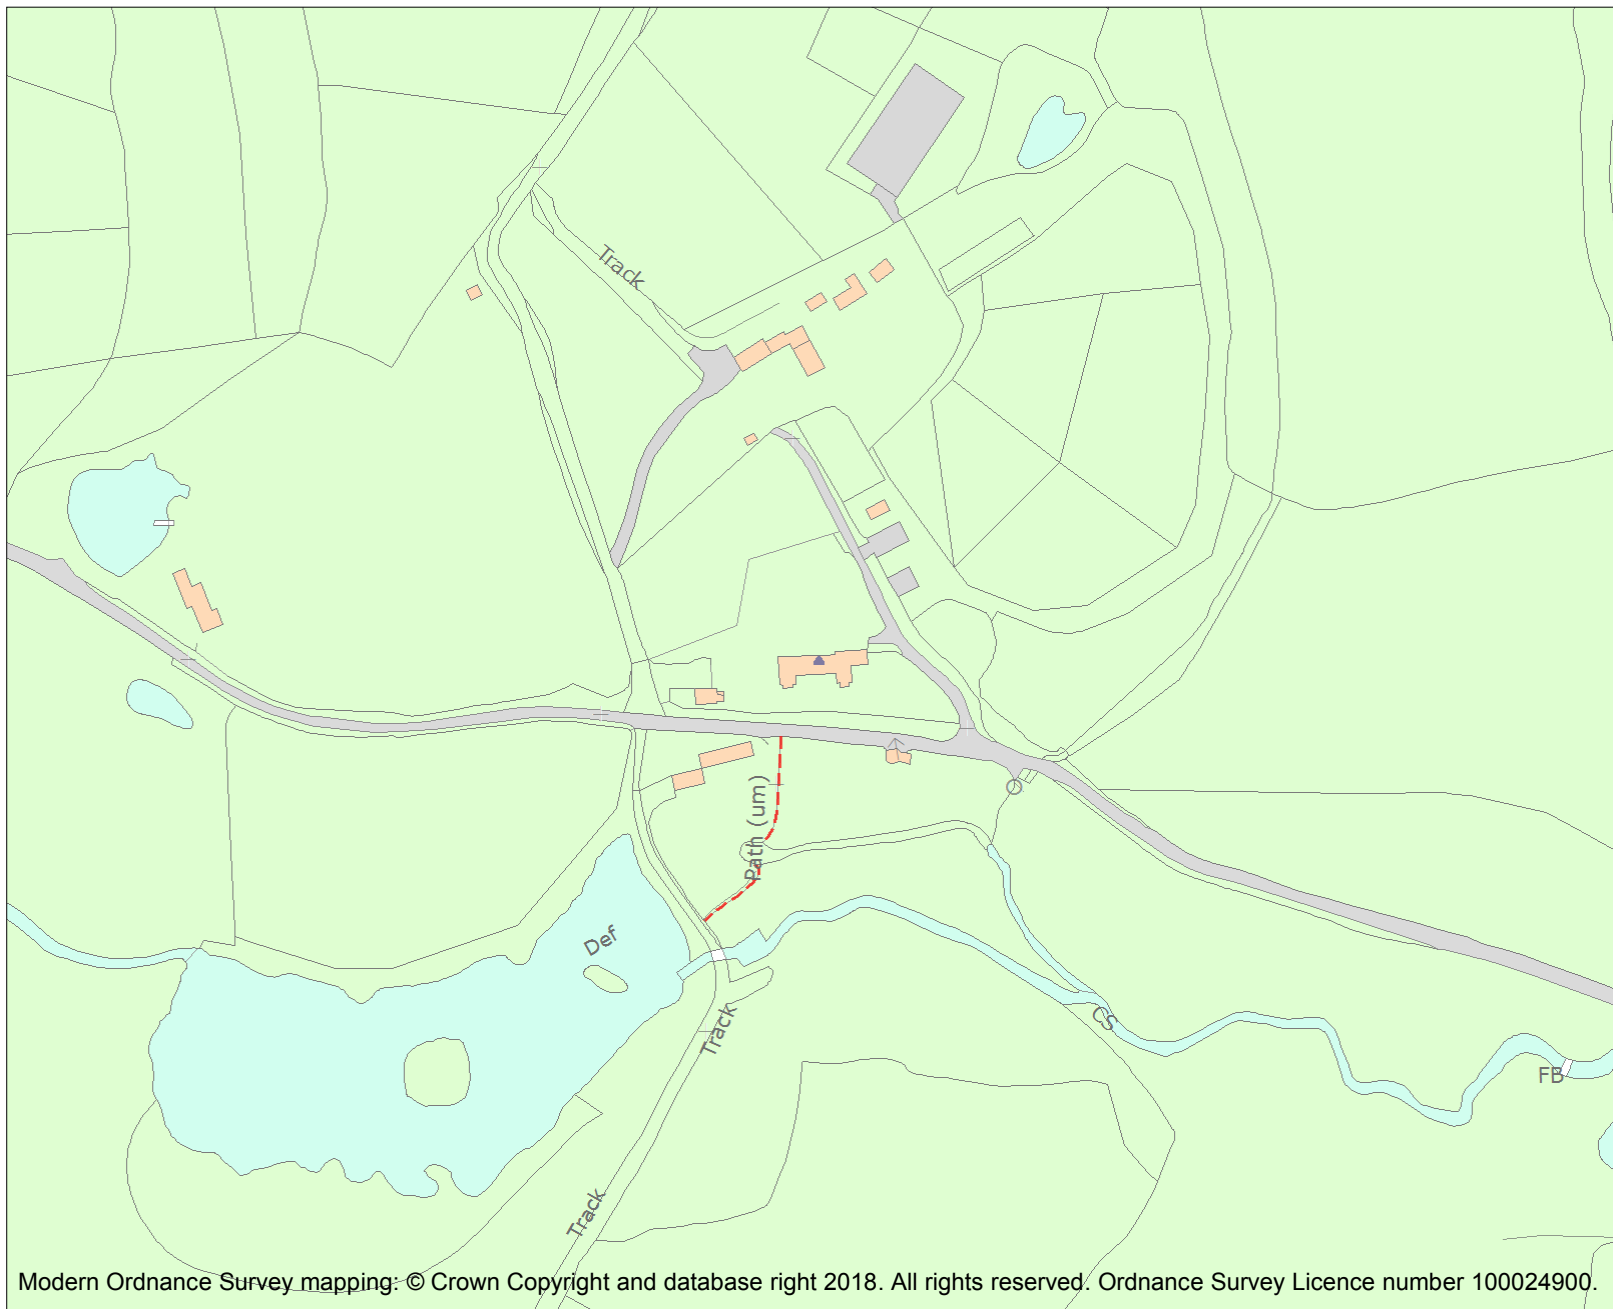 Track
Path (um)
Def
Track
CS
FB
Track
Modern Ordnance Survey mapping: © Crown Copyright and database right 2018. All rights reserved. Ordnance Survey Licence number 100024900.